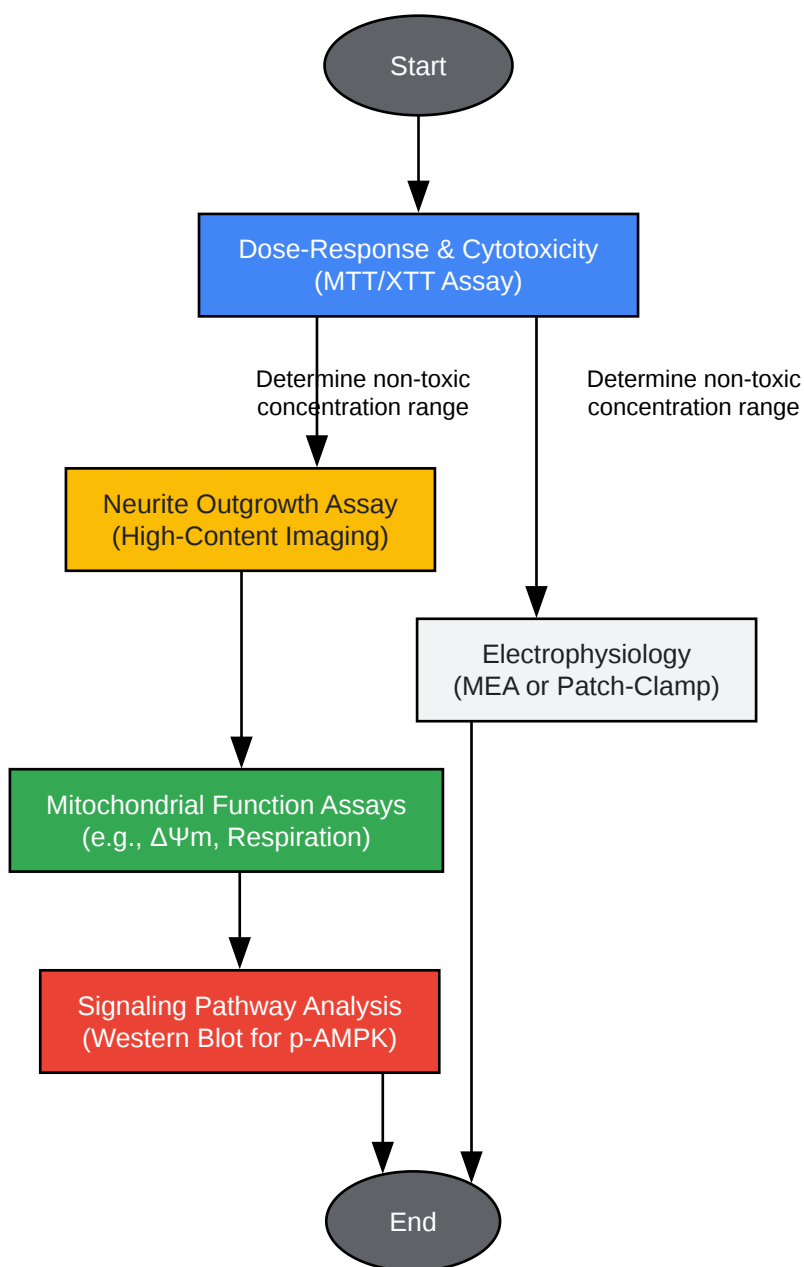 Start
Dose-Response & Cytotoxicity
(MTT/XTT Assay)
Determine non-toxic
concentration range
Determine non-toxic
concentration range
Neurite Outgrowth Assay
(High-Content Imaging)
Electrophysiology
(MEA or Patch-Clamp)
Mitochondrial Function Assays
(e.g., ΔΨm, Respiration)
Signaling Pathway Analysis
(Western Blot for p-AMPK)
End